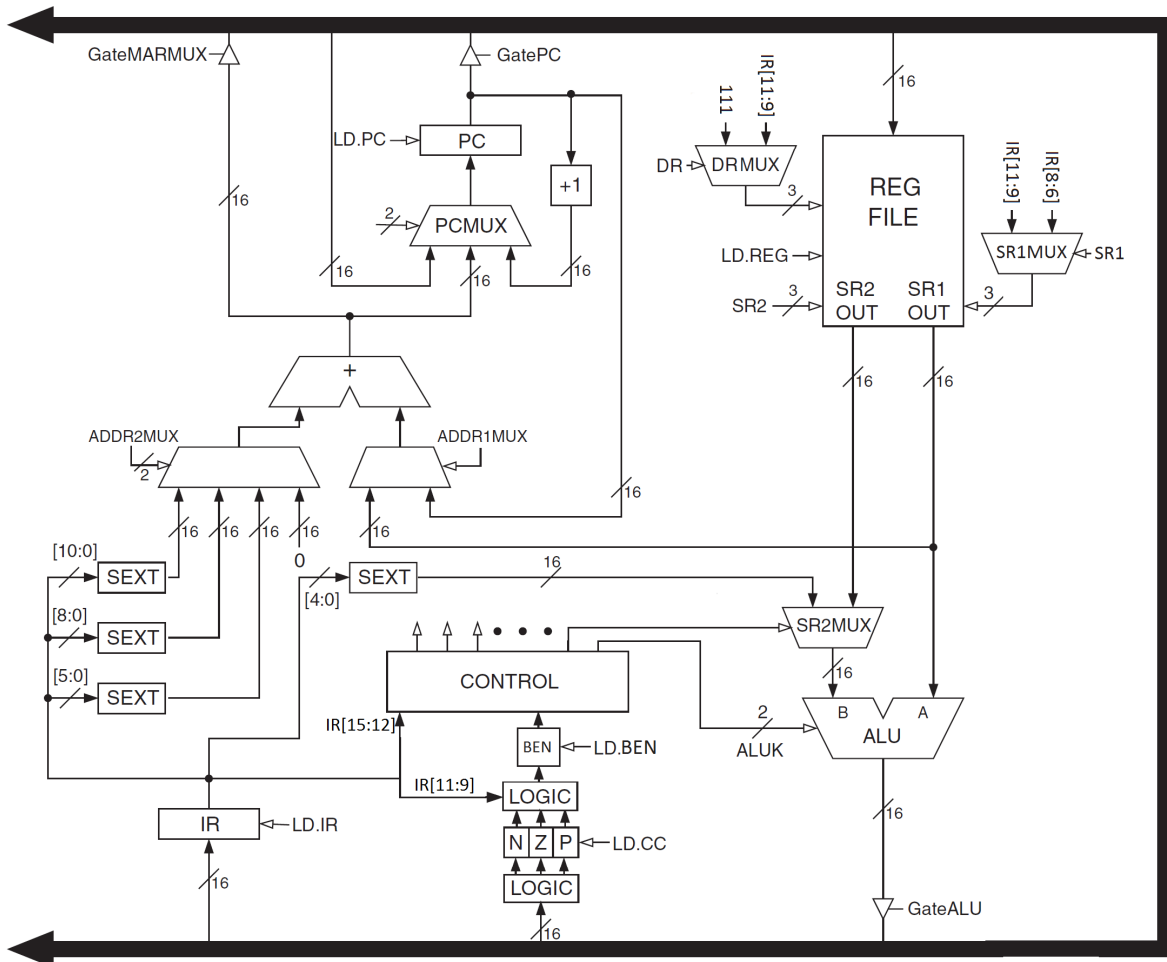 GateMARMUX
GatePC
16
111
IR[11:9]
LD.PC
PC
DR
DRMUX
REG
FILE
IR[11:9]
IR[8:6]
+1
3
16
2
PCMUX
SR1MUX
SR1
LD.REG
16
16
16
SR2
3
SR2
OUT
SR1
OUT
3
+
16
16
ADDR2MUX
ADDR1MUX
2
16
16
16
16
16
16
[10:0]
SEXT
0
[4:0]
SEXT
16
[8:0]
SEXT
SR2MUX
[5:0]
SEXT
CONTROL
16
IR[15:12]
B
A
2
ALUK
ALU
BEN
LD.BEN
IR[11:9]
LOGIC
IR
LD.IR
16
N
Z
P
LD.CC
LOGIC
16
16
GateALU